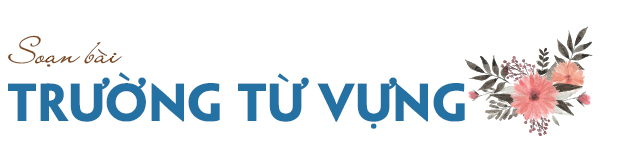 Soạn bài
TRƯỜNG TỪ VỰNG